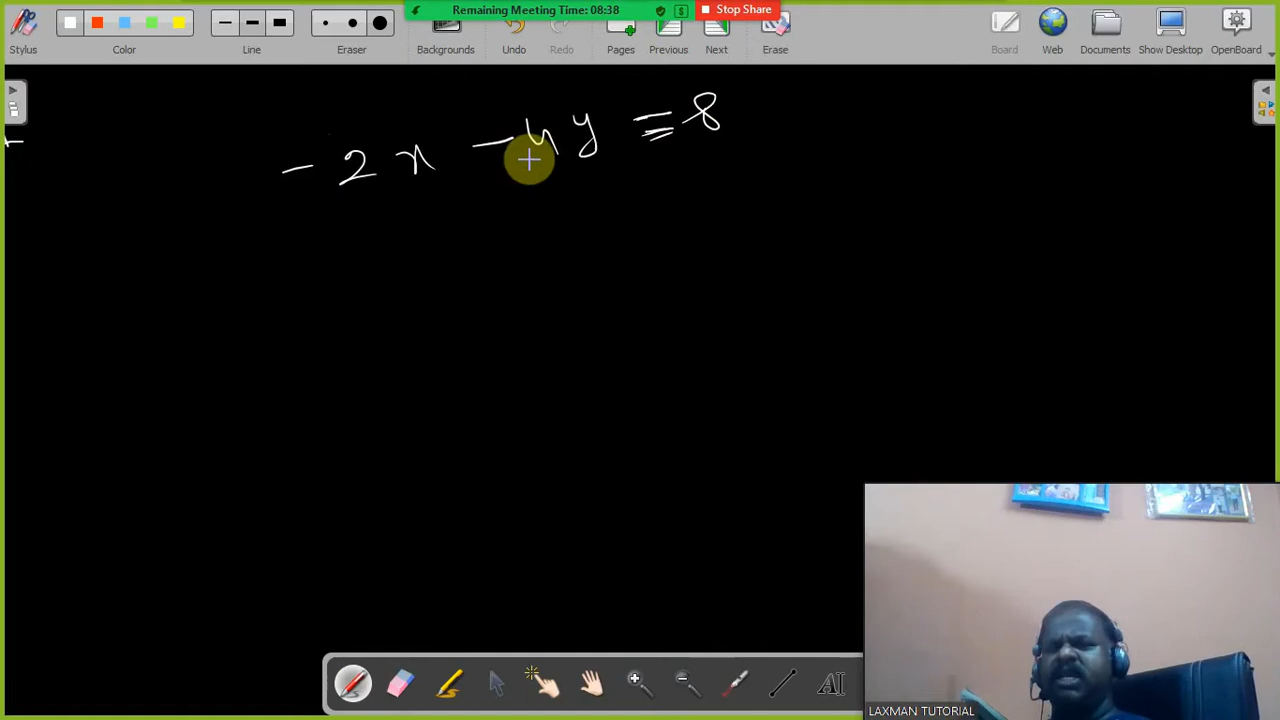 Remaining Meeting Time: 08:38
Stop Share
Stylus
Color
Line
Eraser
Backgrounds
Undo
Redo
Pages
Previous
Next
Erase
Board
Web
Documents
Show Desktop
OpenBoard
- 2 x - 4y = 8
LAXMAN TUTORIAL